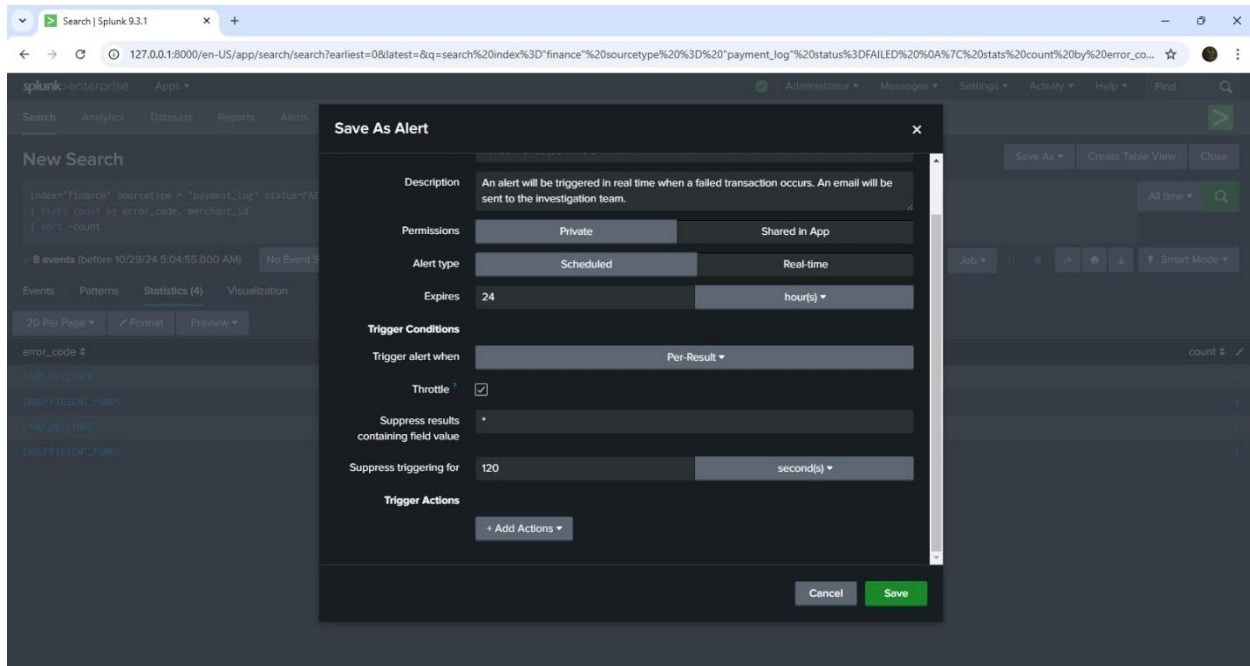 Search | Splunk 9.3.1
127.0.0.1:8000/en-US/app/search/search?earliest=0&latest=&q=search%20index%3D"finance"%20sourcetype%20%3D%20"payment_log"%20status%3DFAILED%20%0A%7C%20stats%20count%20by%20error_co...
splunk>enterprise Apps Administrator Messages Settings Activity Help Find
Search Analytics Datasets Reports Alerts
Save As Alert
New Search
Save As Create Table View Close
Description An alert will be triggered in real time when a failed transaction occurs. An email will be
sent to the investigation team.
index="finance" sourcetype = "payment_log" status=FAI
| stats count by error_code, merchant_id
| sort -count
All time
Permissions Private Shared in App
8 events (before 10/29/24 5:04:55.000 AM) No Event S
Job Smart Mode
Alert type Scheduled Real-time
Events Patterns Statistics (4) Visualization
Expires 24 hour(s)
20 Per Page Format Preview
Trigger Conditions
error_code count
Trigger alert when Per-Result
CARD_DECLINED
Throttle ?
INSUFFICIENT_FUNDS
Suppress results
containing field value *
CARD_DECLINED
INSUFFICIENT_FUNDS
Suppress triggering for 120 second(s)
Trigger Actions
+ Add Actions
Cancel Save